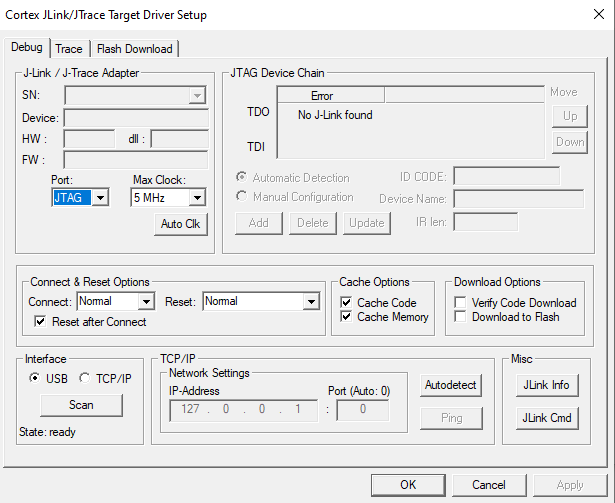 Cortex JLink/JTrace Target Driver Setup
Debug Trace Flash Download
J-Link / J-Trace Adapter
SN:
Device:
HW : dll :
FW :
Port: Max Clock:
JTAG 5 MHz
Auto Clk
JTAG Device Chain
Error
No J-Link found
TDO
TDI
Move
Up
Down
Automatic Detection
Manual Configuration
ID CODE:
Device Name:
Add Delete Update IR len:
Connect & Reset Options
Connect: Normal Reset: Normal
Reset after Connect
Cache Options
Cache Code
Cache Memory
Download Options
Verify Code Download
Download to Flash
Interface
USB TCP/IP
Scan
State: ready
TCP/IP
Network Settings
IP-Address Port (Auto: 0)
127 . 0 . 0 . 1 : 0
Autodetect
Ping
Misc
JLink Info
JLink Cmd
OK Cancel Apply